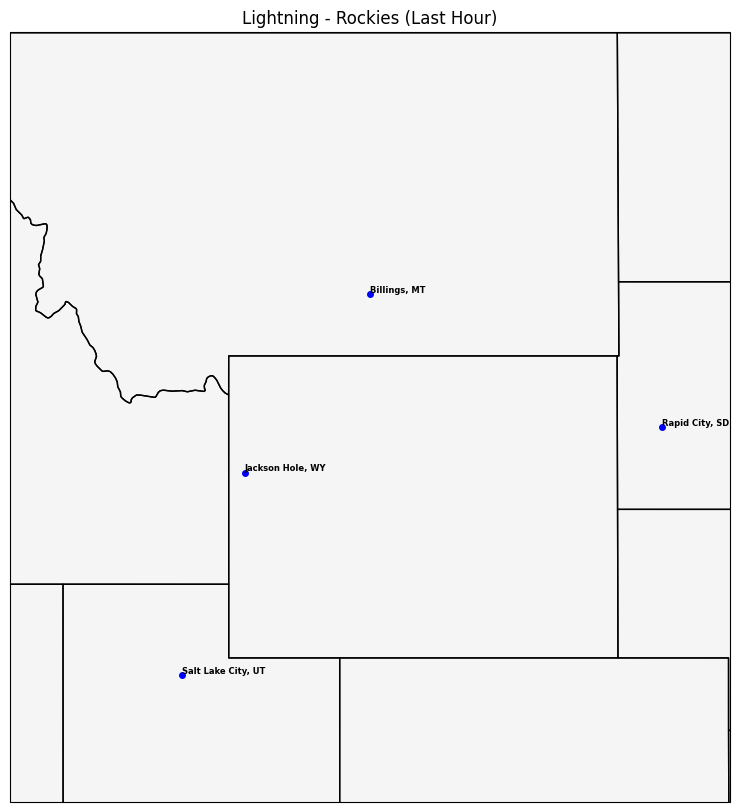 Lightning - Rockies (Last Hour)
Billings, MT
Rapid City, SD
Jackson Hole, WY
Salt Lake City, UT